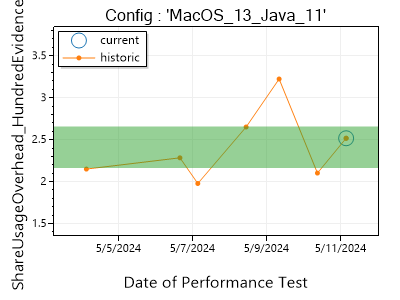 Config : 'MacOS_13_Java_11'
current
historic
ShareUsageOverhead_HundredEvidence
3.5
3
2.5
2
1.5
5/5/2024
5/7/2024
5/9/2024
5/11/2024
Date of Performance Test